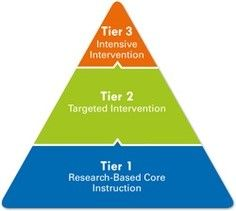 Tier 3
Intensive
Intervention
Tier 2
Targeted Intervention
Tier 1
Research-Based Core
Instruction